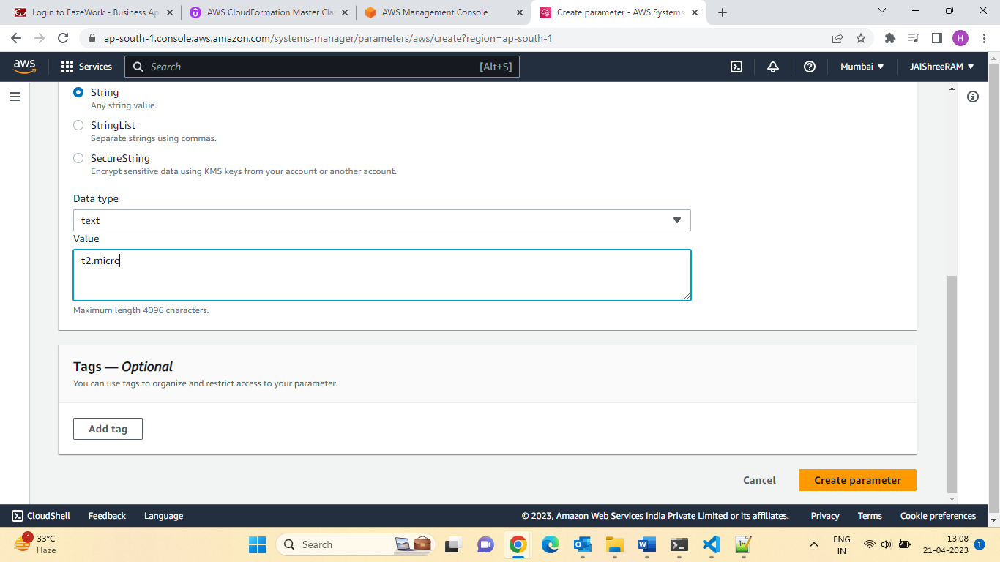 Login to EazeWork - Business Ap
AWS CloudFormation Master Cla
AWS Management Console
Create parameter - AWS Systems
ap-south-1.console.aws.amazon.com/systems-manager/parameters/aws/create?region=ap-south-1
H
aws
Services
Search
[Alt+S]
Mumbai
JAIShreeRAM
String
Any string value.
StringList
Separate strings using commas.
SecureString
Encrypt sensitive data using KMS keys from your account or another account.
Data type
text
Value
t2.micro
Maximum length 4096 characters.
Tags — Optional
You can use tags to organize and restrict access to your parameter.
Add tag
Cancel
Create parameter
CloudShell
Feedback
Language
© 2023, Amazon Web Services India Private Limited or its affiliates.
Privacy
Terms
Cookie preferences
1
33°C
Haze
Search
ENG
IN
13:08
21-04-2023
1